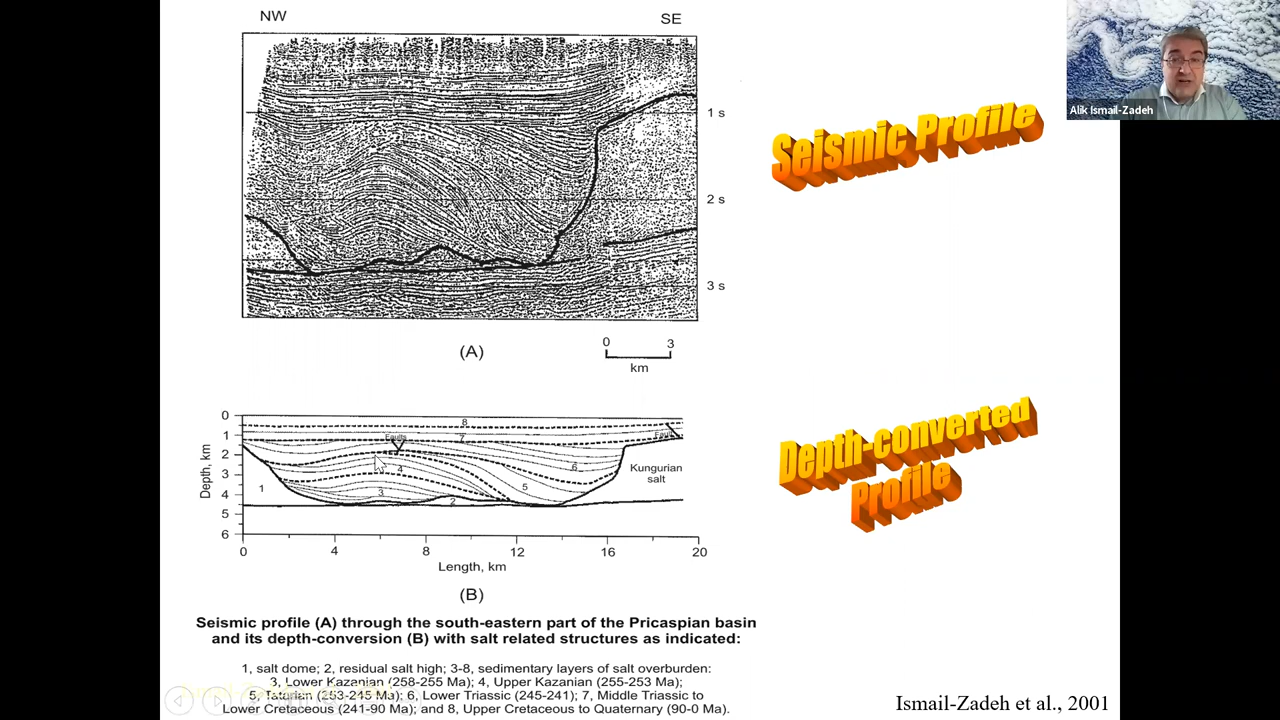 NW
SE
Alik Ismail-Zadeh
1 s
Seismic Profile
2 s
3 s
(A)
0 3
km
0
1
2
3
4
5
6
Depth, km
8
7
Faults
Fault
6
4
5
3
1
2
Kungurian
salt
0 4 8 12 16 20
Length, km
(B)
Depth-converted
Profile
Seismic profile (A) through the south-eastern part of the Pricaspian basin
and its depth-conversion (B) with salt related structures as indicated:
1, salt dome; 2, residual salt high; 3-8, sedimentary layers of salt overburden:
3, Lower Kazanian (258-255 Ma); 4, Upper Kazanian (255-253 Ma);
5, Tatarian (253-245 Ma); 6, Lower Triassic (245-241); 7, Middle Triassic to
Lower Cretaceous (241-90 Ma); and 8, Upper Cretaceous to Quaternary (90-0 Ma).
Ismail-Zadeh et al., 2001